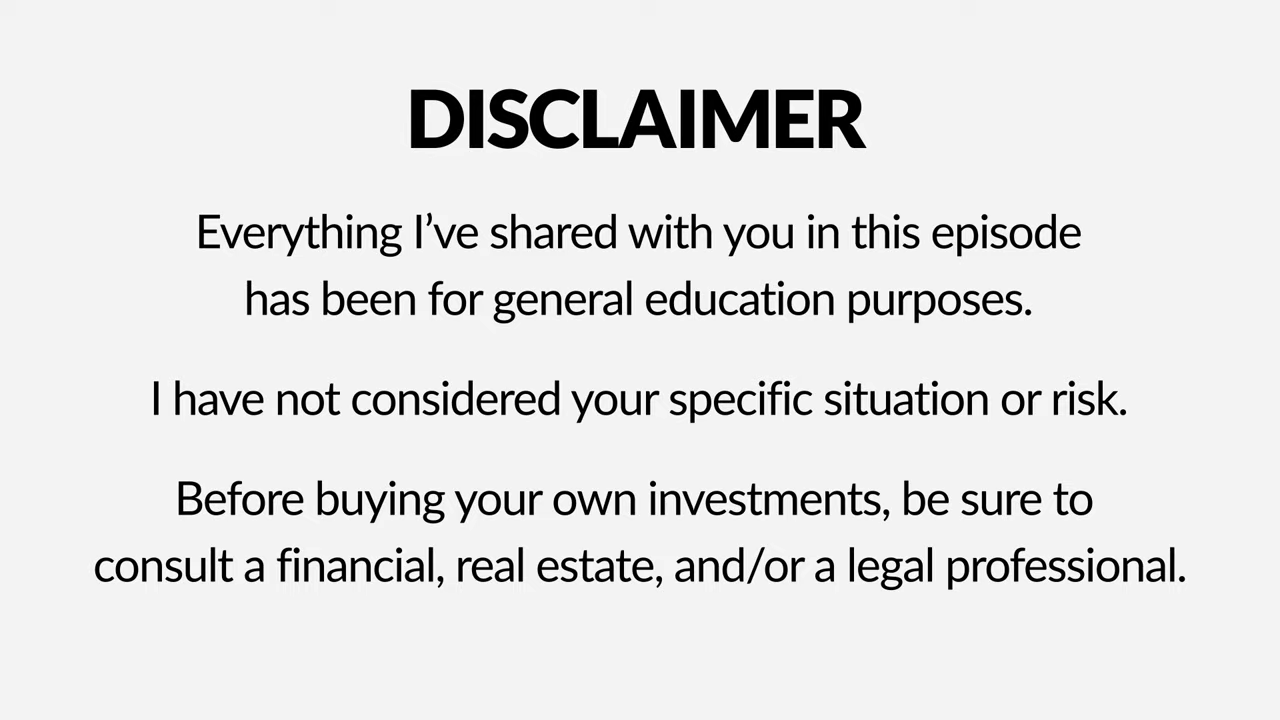 DISCLAIMER
Everything I’ve shared with you in this episode
has been for general education purposes.
I have not considered your specific situation or risk.
Before buying your own investments, be sure to
consult a financial, real estate, and/or a legal professional.